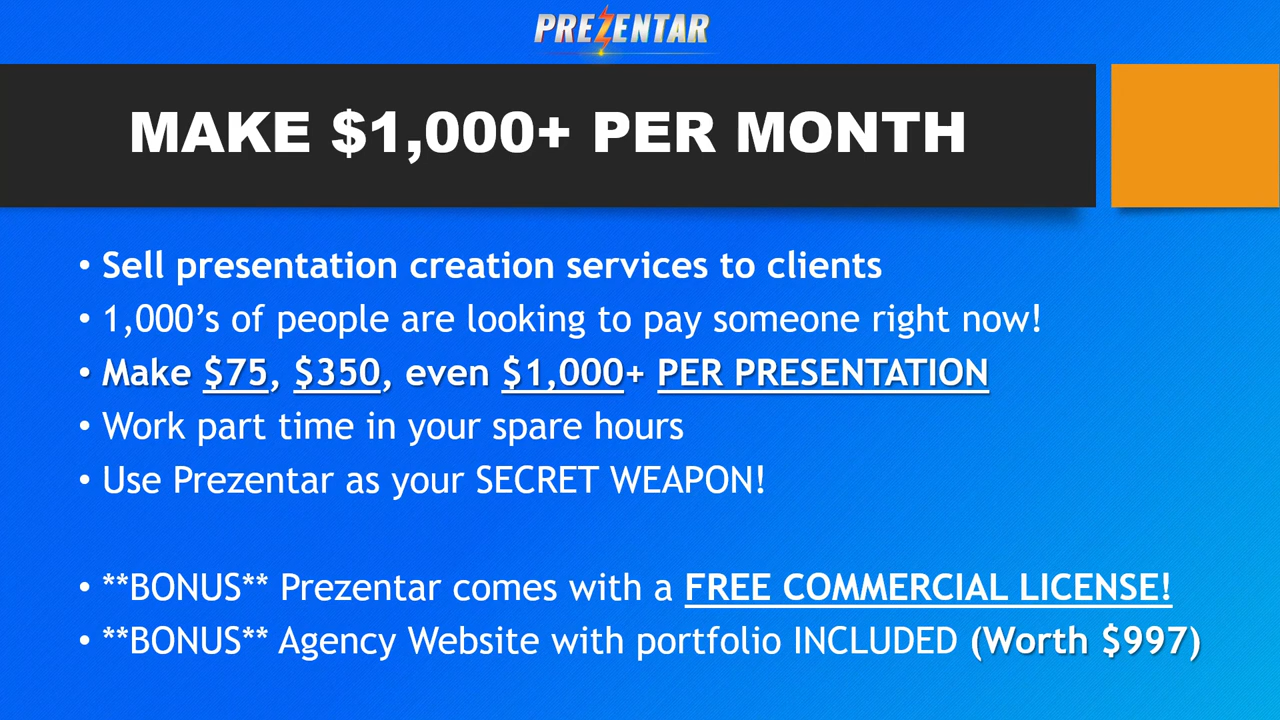 PREZENTAR
MAKE $1,000+ PER MONTH
• Sell presentation creation services to clients
• 1,000’s of people are looking to pay someone right now!
• Make $75, $350, even $1,000+ PER PRESENTATION
• Work part time in your spare hours
• Use Prezentar as your SECRET WEAPON!
• **BONUS** Prezentar comes with a FREE COMMERCIAL LICENSE!
• **BONUS** Agency Website with portfolio INCLUDED (Worth $997)